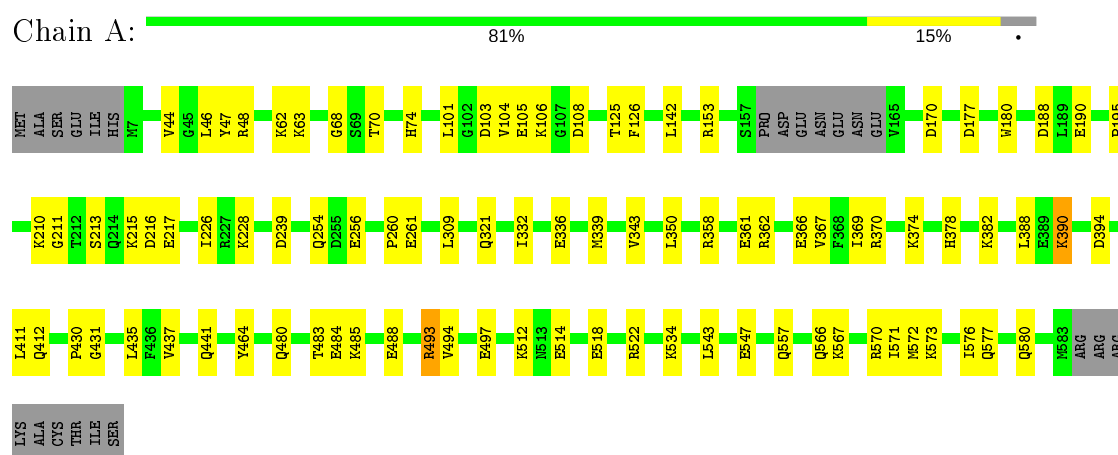 Chain A:
81% 15% •
MET ALA SER GLU ILE HIS M7 V44 G45 L46 Y47 R48 K62 K63 G68 S69 T70 H74 L101 G102 D103 V104 E105 K106 G107 D108 T125 F126 L142 R153 S157 PRO ASP GLU ASN GLU ASN GLU V165 D170 D177 W180 D188 L189 E190
K210 G211 T212 S213 Q214 K215 D216 E217 I226 R227 K228 D239 Q254 D255 E256 P260 E261 L309 Q321 I332 E336 M339 V343 L350 R358 E361 R362 E366 V367 F368 I369 R370 K374 H378 K382 L388 E389 K390 D394
L411 Q412 P430 G431 L435 F436 V437 Q441 Y464 Q480 T483 E484 K485 E488 R493 V494 E497 K512 N513 E514 E518 R522 K534 L543 E547 Q557 Q566 K567 R570 I571 M572 K573 I576 Q577 Q580 M583 ARG ARG ARG
LYS ALA CYS THR ILE SER